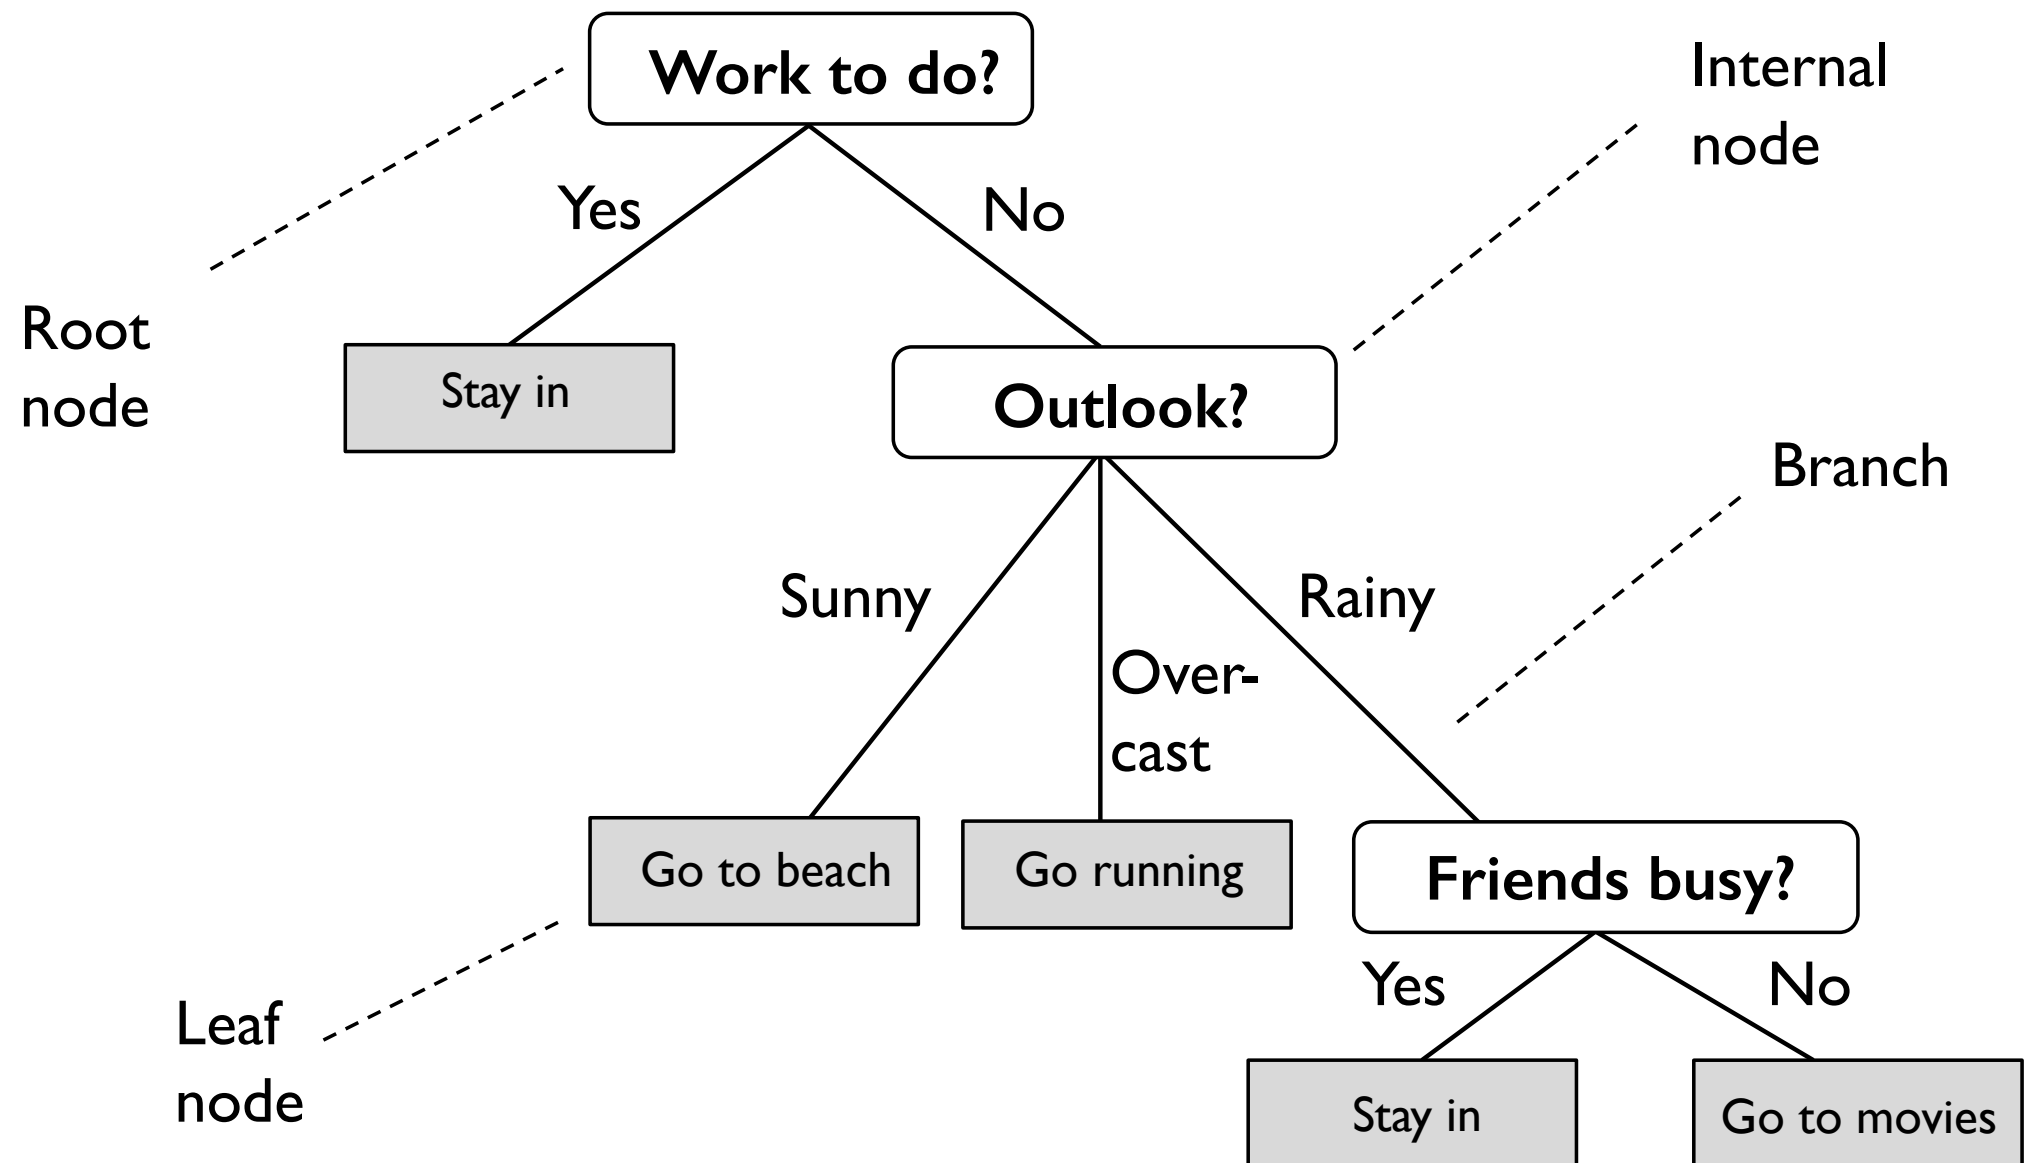 Work to do?
Internal
node
Yes
No
Root
node
Stay in
Outlook?
Branch
Sunny
Rainy
Over-
cast
Go to beach
Go running
Friends busy?
Yes
No
Leaf
node
Stay in
Go to movies